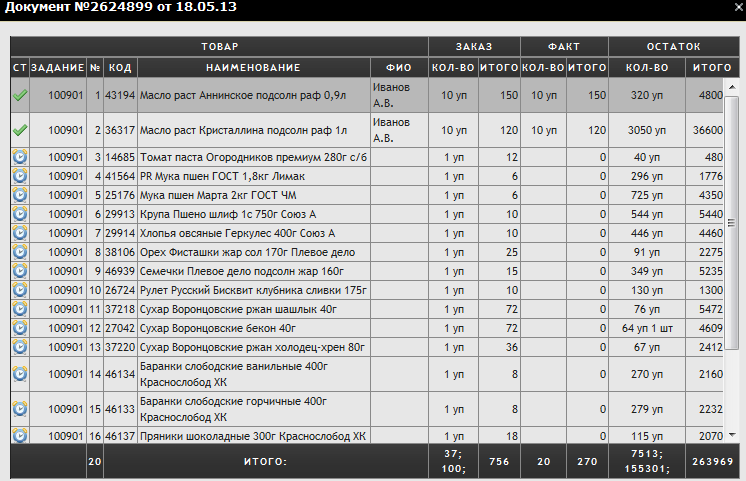 Документ №2624899 от 18.05.13
ТОВАР ЗАКАЗ ФАКТ ОСТАТОК
СТ ЗАДАНИЕ № КОД НАИМЕНОВАНИЕ ФИО КОЛ-ВО ИТОГО КОЛ-ВО ИТОГО КОЛ-ВО ИТОГО
100901 1 43194 Масло раст Аннинское подсолн раф 0,9л Иванов А.В. 10 уп 150 10 уп 150 320 уп 4800
100901 2 36317 Масло раст Кристаллина подсолн раф 1л Иванов А.В. 10 уп 120 10 уп 120 3050 уп 36600
100901 3 14685 Томат паста Огородников премиум 280г с/б 1 уп 12 0 40 уп 480
100901 4 41564 PR Мука пшен ГОСТ 1,8кг Лимак 1 уп 6 0 296 уп 1776
100901 5 25176 Мука пшен Марта 2кг ГОСТ ЧМ 1 уп 6 0 725 уп 4350
100901 6 29913 Крупа Пшено шлиф 1с 750г Союз А 1 уп 10 0 544 уп 5440
100901 7 29914 Хлопья овсяные Геркулес 400г Союз А 1 уп 10 0 446 уп 4460
100901 8 38106 Орех Фисташки жар сол 170г Плевое дело 1 уп 25 0 91 уп 2275
100901 9 46939 Семечки Плевое дело подсолн жар 160г 1 уп 15 0 349 уп 5235
100901 10 26724 Рулет Русский Бисквит клубника сливки 175г 1 уп 10 0 130 уп 1300
100901 11 37218 Сухар Воронцовские ржан шашлык 40г 1 уп 72 0 76 уп 5472
100901 12 27042 Сухар Воронцовские бекон 40г 1 уп 72 0 64 уп 1 шт 4609
100901 13 37220 Сухар Воронцовские ржан холодец-хрен 80г 1 уп 36 0 67 уп 2412
100901 14 46134 Баранки слободские ванильные 400г Краснослобод ХК 1 уп 8 0 270 уп 2160
100901 15 46133 Баранки слободские горчичные 400г Краснослобод ХК 1 уп 8 0 279 уп 2232
100901 16 46137 Пряники шоколадные 300г Краснослобод ХК 1 уп 18 0 115 уп 2070
20 ИТОГО: 37; 100; 756 20 270 7513; 155301; 263969